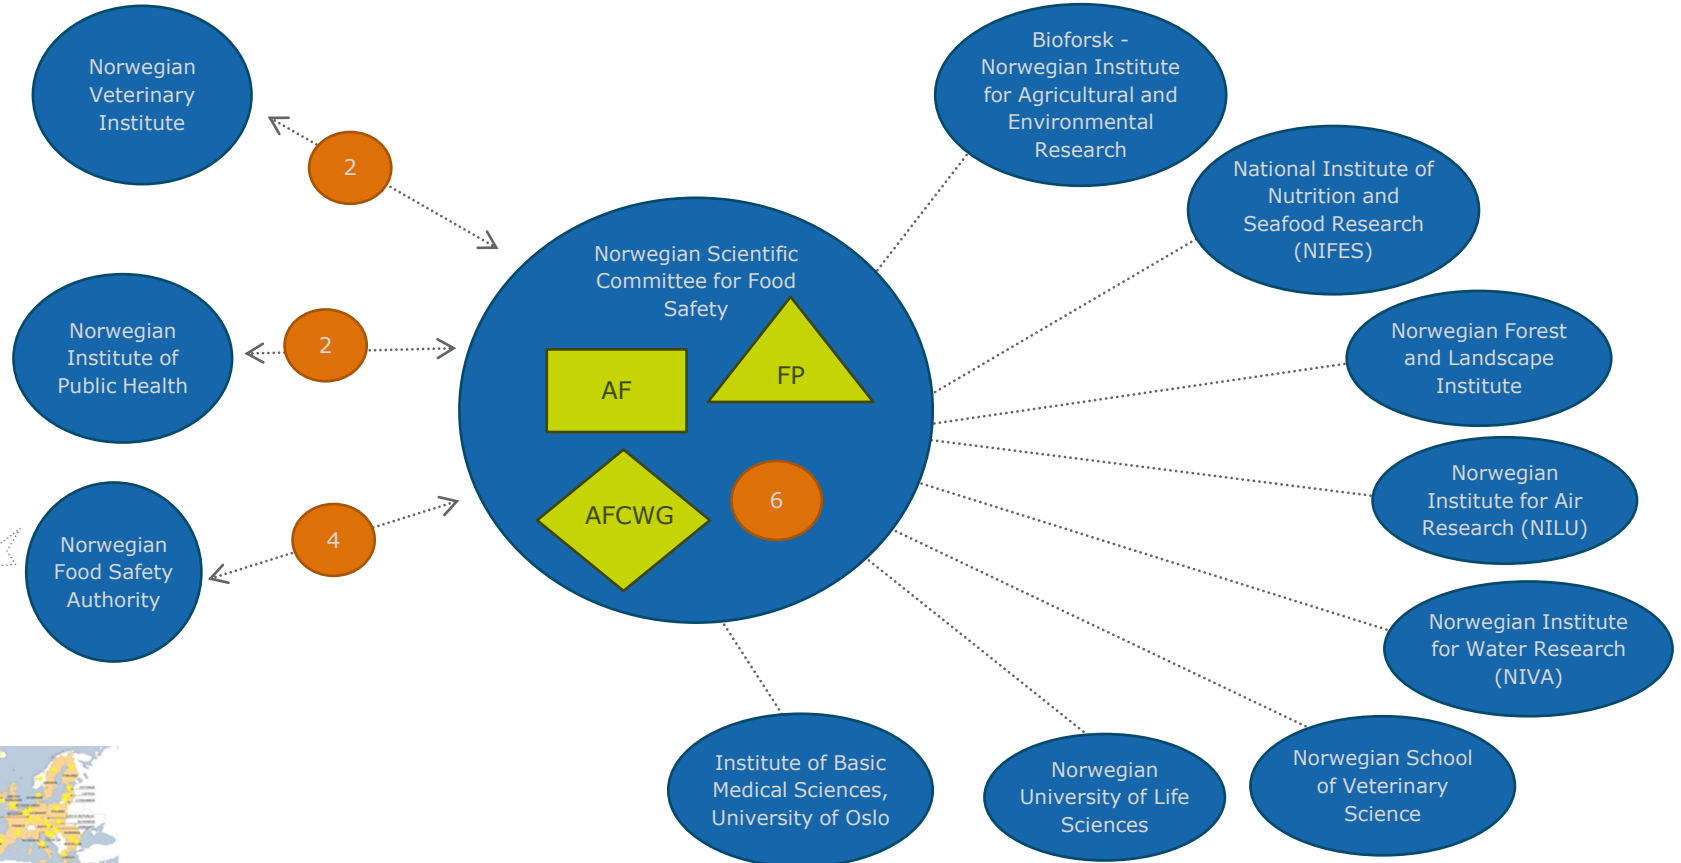 Norwegian
Veterinary
Institute
2
Norwegian
Institute of
Public Health
2
Norwegian
Food Safety
Authority
4
Norwegian Scientific
Committee for Food
Safety
AF
FP
AFCWG
6
Bioforsk -
Norwegian Institute
for Agricultural and
Environmental
Research
National Institute of
Nutrition and
Seafood Research
(NIFES)
Norwegian Forest
and Landscape
Institute
Norwegian
Institute for Air
Research (NILU)
Norwegian Institute
for Water Research
(NIVA)
Norwegian School
of Veterinary
Science
Norwegian
University of Life
Sciences
Institute of Basic
Medical Sciences,
University of Oslo